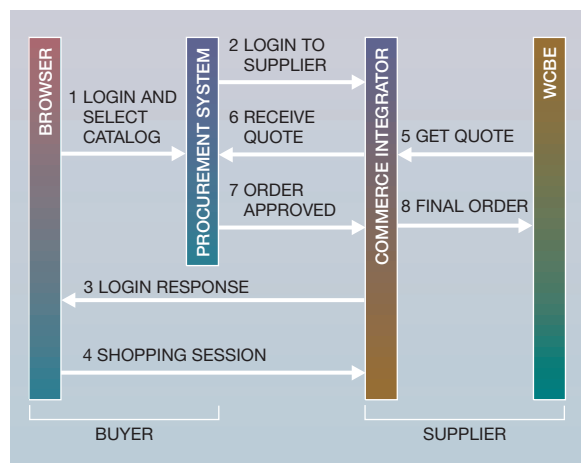 BROWSER
PROCUREMENT SYSTEM
COMMERCE INTEGRATOR
WCBE
1 LOGIN AND
SELECT
CATALOG
2 LOGIN TO
SUPPLIER
6 RECEIVE
QUOTE
5 GET QUOTE
7 ORDER
APPROVED
8 FINAL ORDER
3 LOGIN RESPONSE
4 SHOPPING SESSION
BUYER
SUPPLIER